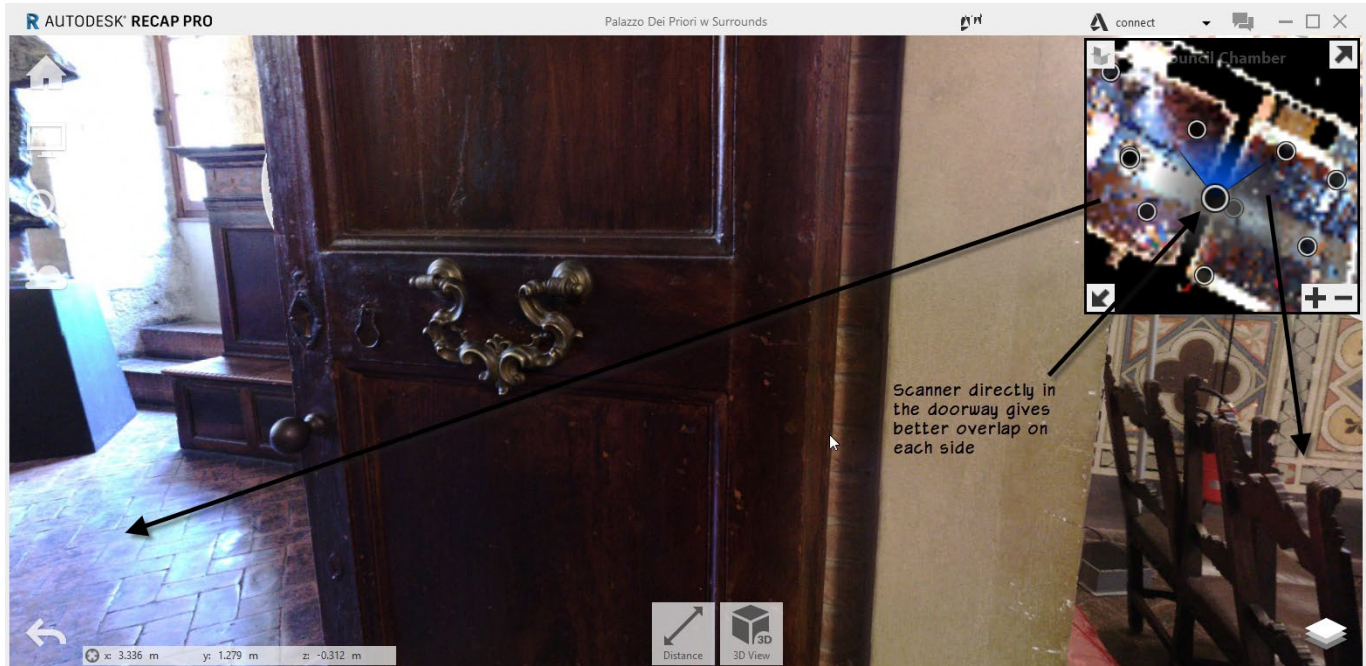 AUTODESK® RECAP PRO
Palazzo Dei Priori w Surrounds
connect
Council Chamber
Scanner directly in
the doorway gives
better overlap on
each side
Distance
3D
3D View
x: 3.336 m y: 1.279 m z: -0.312 m